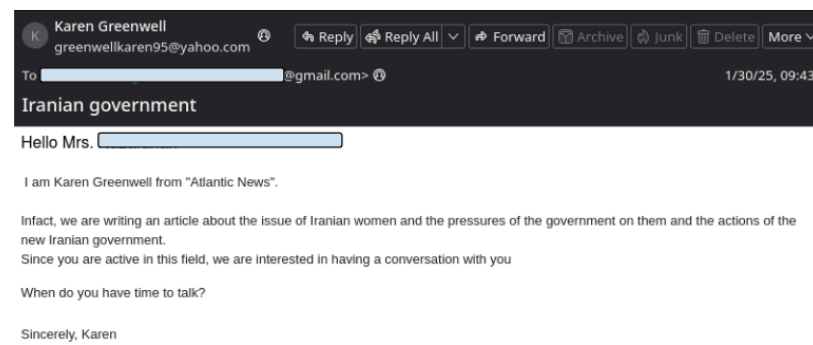 K
Karen Greenwell
greenwellkaren95@yahoo.com
Reply Reply All Forward Archive Junk Delete More
To @gmail.com> 1/30/25, 09:43
Iranian government
Hello Mrs.
I am Karen Greenwell from "Atlantic News".
Infact, we are writing an article about the issue of Iranian women and the pressures of the government on them and the actions of the
new Iranian government.
Since you are active in this field, we are interested in having a conversation with you
When do you have time to talk?
Sincerely, Karen